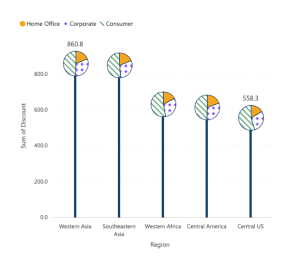 Home Office Corporate Consumer
860.8
558.3
800.0
600.0
400.0
200.0
0.0
Sum of Discount
Western Asia Southeastern Asia Western Africa Central America Central US
Region